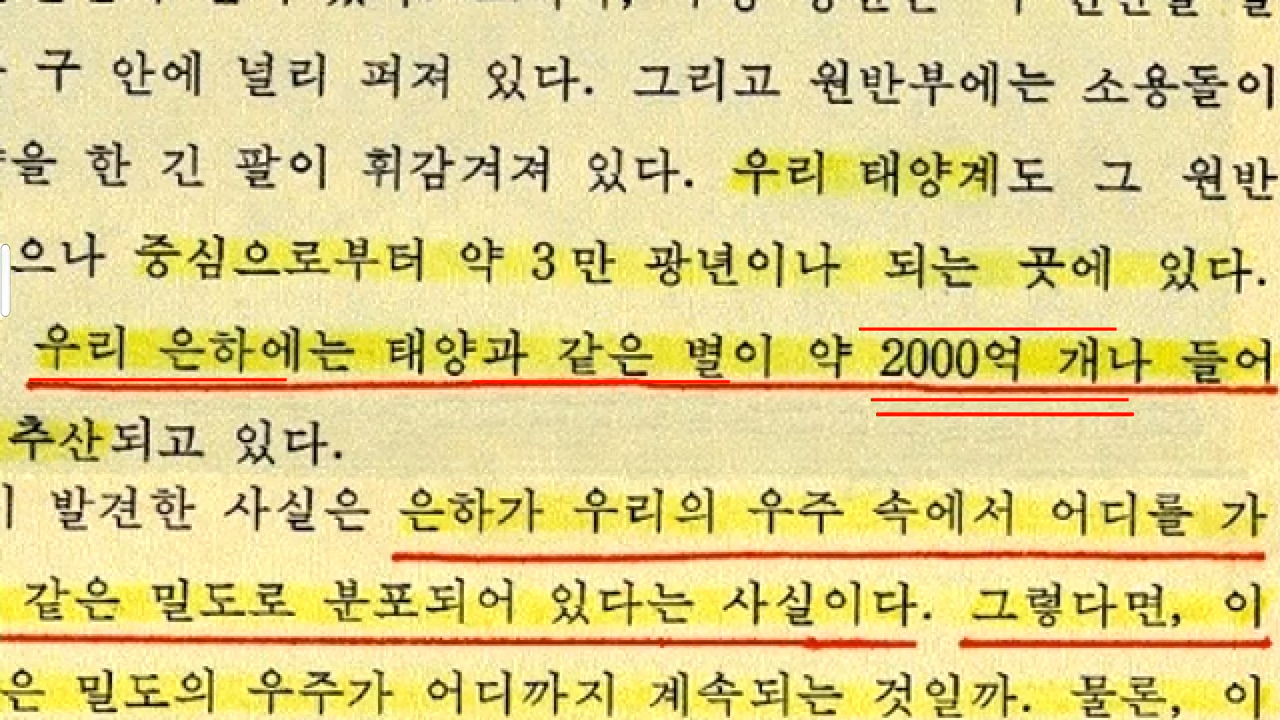 구 안에 널리 퍼져 있다. 그리고 원반부에는 소용돌이
을 한 긴 팔이 휘감겨져 있다. 우리 태양계도 그 원반
으나 중심으로부터 약 3만 광년이나 되는 곳에 있다.
우리 은하에는 태양과 같은 별이 약 2000억 개나 들어
추산되고 있다.
발견한 사실은 은하가 우리의 우주 속에서 어디를 가
같은 밀도로 분포되어 있다는 사실이다. 그렇다면, 이
은 밀도의 우주가 어디까지 계속되는 것일까. 물론, 이